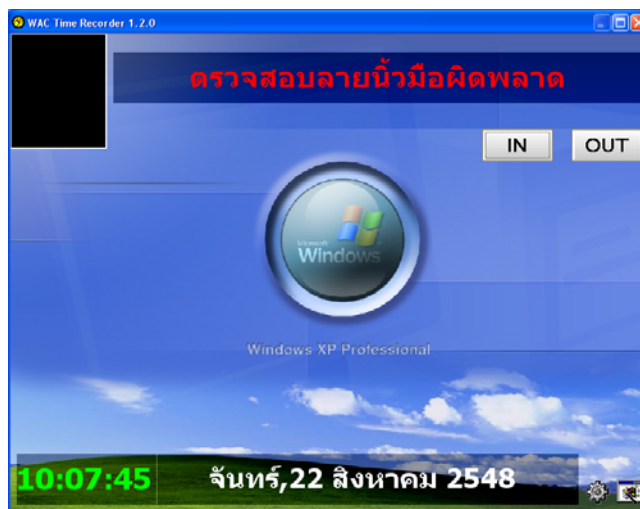 WAC Time Recorder 1.2.0
ตรวจสอบลายนิ้วมือผิดพลาด
IN OUT
Microsoft
Windows
Windows XP Professional
10:07:45 จันทร์,22 สิงหาคม 2548